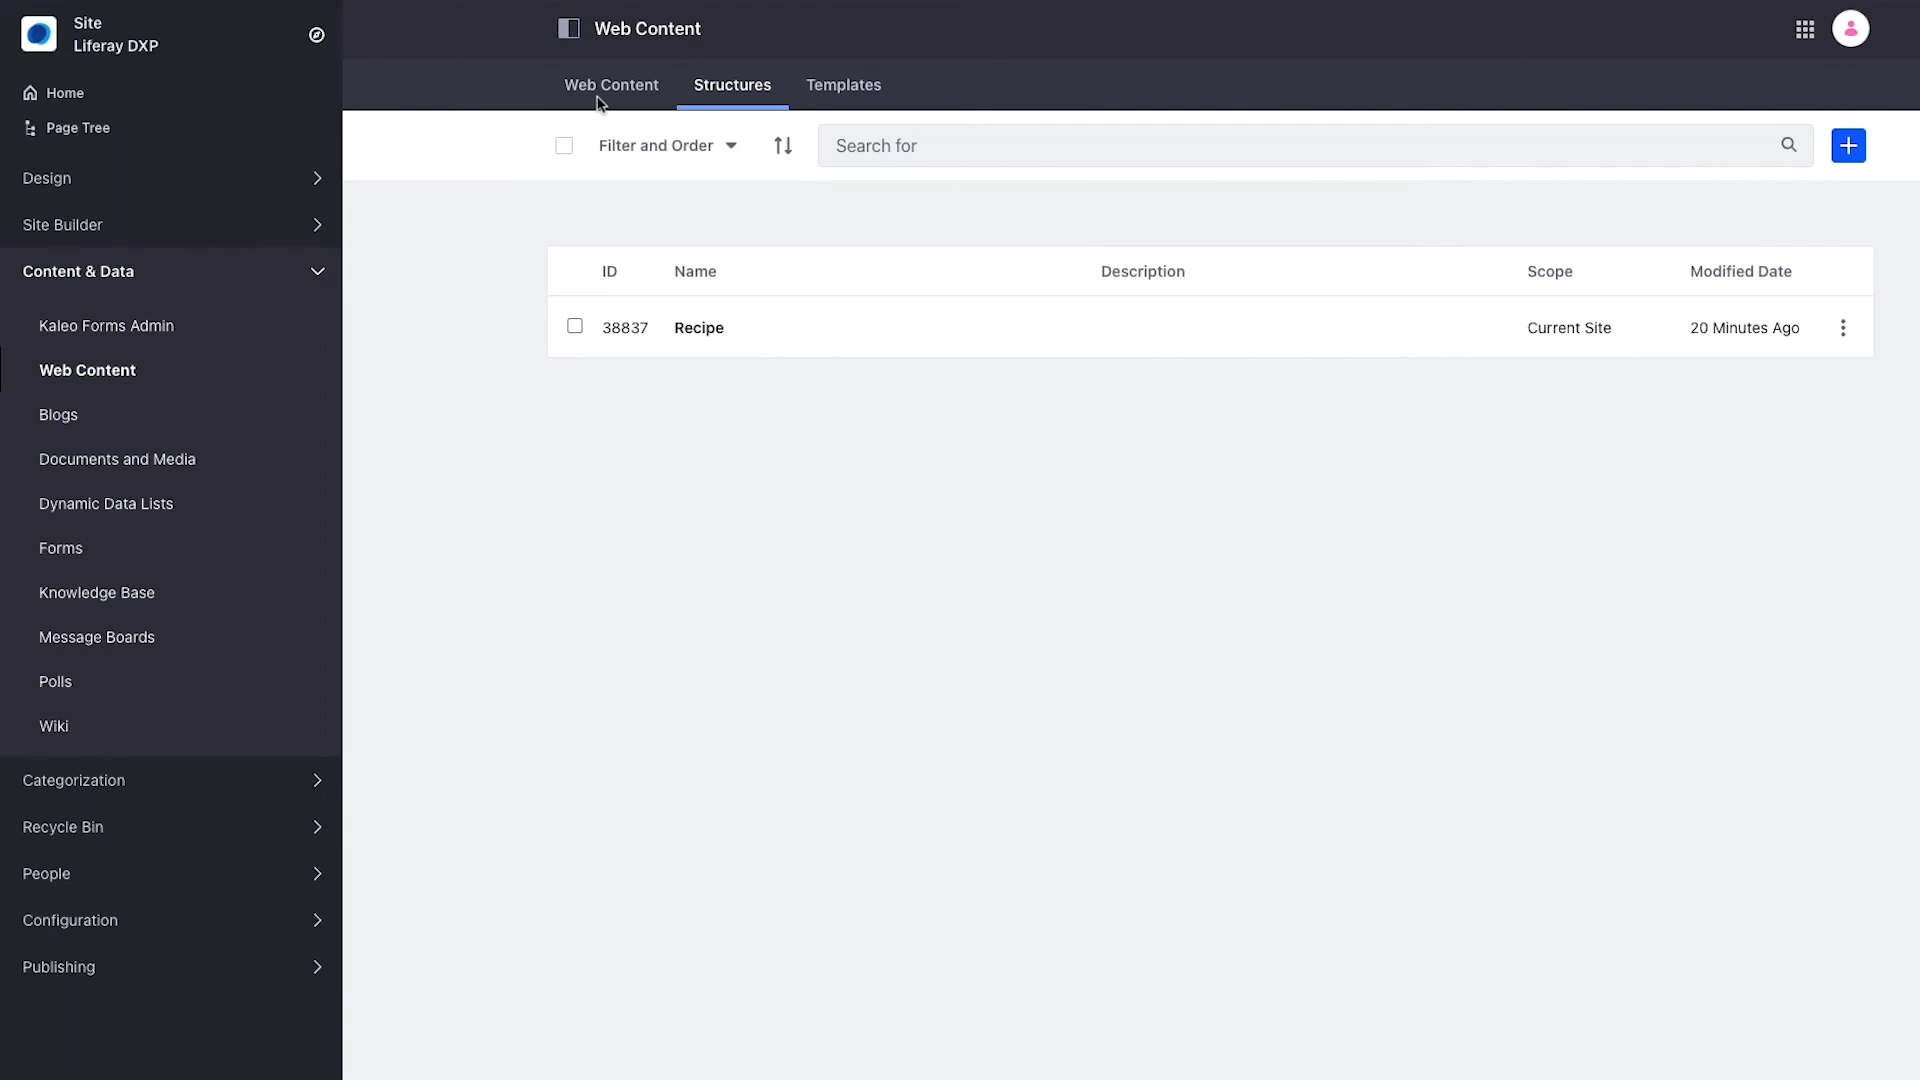 Site
Liferay DXP
Home
Page Tree
Design
Site Builder
Content & Data
Kaleo Forms Admin
Web Content
Blogs
Documents and Media
Dynamic Data Lists
Forms
Knowledge Base
Message Boards
Polls
Wiki
Categorization
Recycle Bin
People
Configuration
Publishing
Web Content
Web Content Structures Templates
Filter and Order Search for
ID Name Description Scope Modified Date
38837 Recipe Current Site 20 Minutes Ago